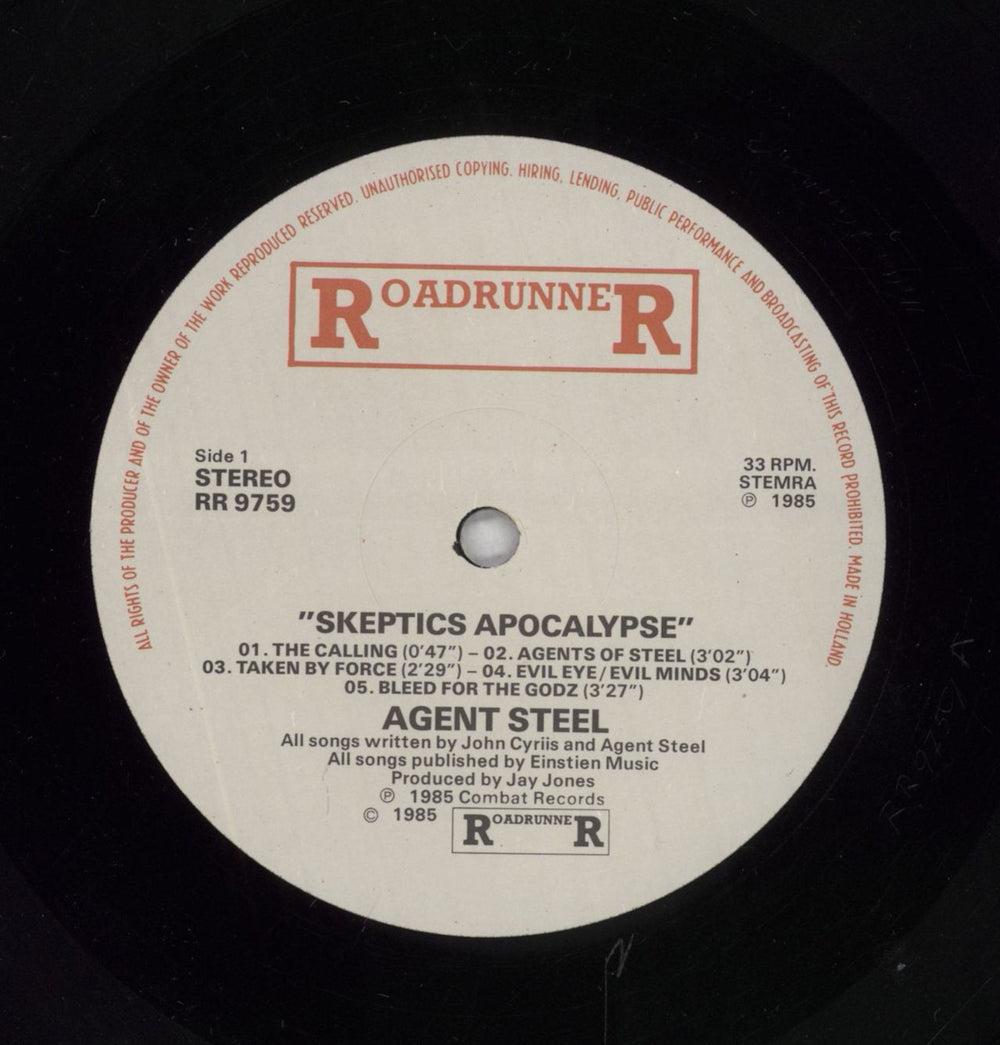 ALL RIGHTS OF THE PRODUCER AND OF THE OWNER OF THE WORK REPRODUCED RESERVED. UNAUTHORISED COPYING. HIRING, LENDING, PUBLIC PERFORMANCE AND BROADCASTING OF THIS RECORD PROHIBITED. MADE IN HOLLAND.
ROADRUNNER
Side 1
STEREO
RR 9759
33 RPM.
STEMRA
℗ 1985
"SKEPTICS APOCALYPSE"
01. THE CALLING (0'47") – 02. AGENTS OF STEEL (3'02")
03. TAKEN BY FORCE (2'29") – 04. EVIL EYE/EVIL MINDS (3'04")
05. BLEED FOR THE GODZ (3'27")
AGENT STEEL
All songs written by John Cyriis and Agent Steel
All songs published by Einstien Music
Produced by Jay Jones
℗ 1985 Combat Records
© 1985 ROADRUNNER